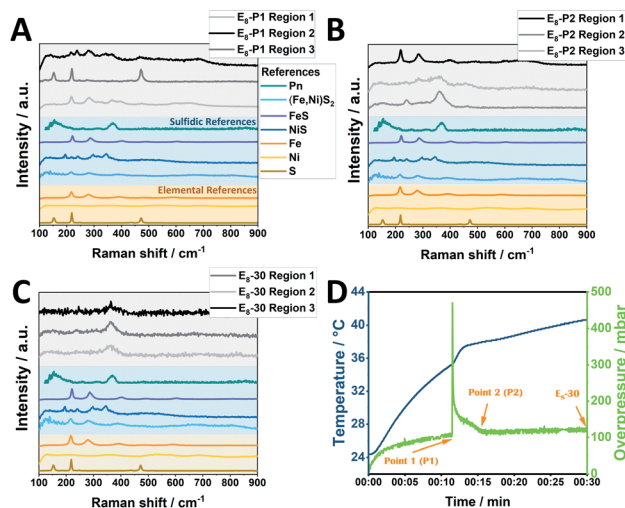 A
E₈-P1 Region 1
E₈-P1 Region 2
E₈-P1 Region 3
References
Pn
(Fe,Ni)S₂
FeS
NiS
Fe
Ni
S
Sulfidic References
Elemental References
Intensity / a.u.
100 200 300 400 500 600 700 800 900
Raman shift / cm⁻¹
B
E₈-P2 Region 1
E₈-P2 Region 2
E₈-P2 Region 3
Intensity / a.u.
100 200 300 400 500 600 700 800 900
Raman shift / cm⁻¹
C
E₈-30 Region 1
E₈-30 Region 2
E₈-30 Region 3
Intensity / a.u.
100 200 300 400 500 600 700 800 900
Raman shift / cm⁻¹
D
Temperature / °C
44
40
36
32
28
24
Point 1 (P1)
Point 2 (P2)
E₈-30
500
400
300
200
100
0
Overpressure / mbar
00:00 00:05 00:10 00:15 00:20 00:25 00:30
Time / min